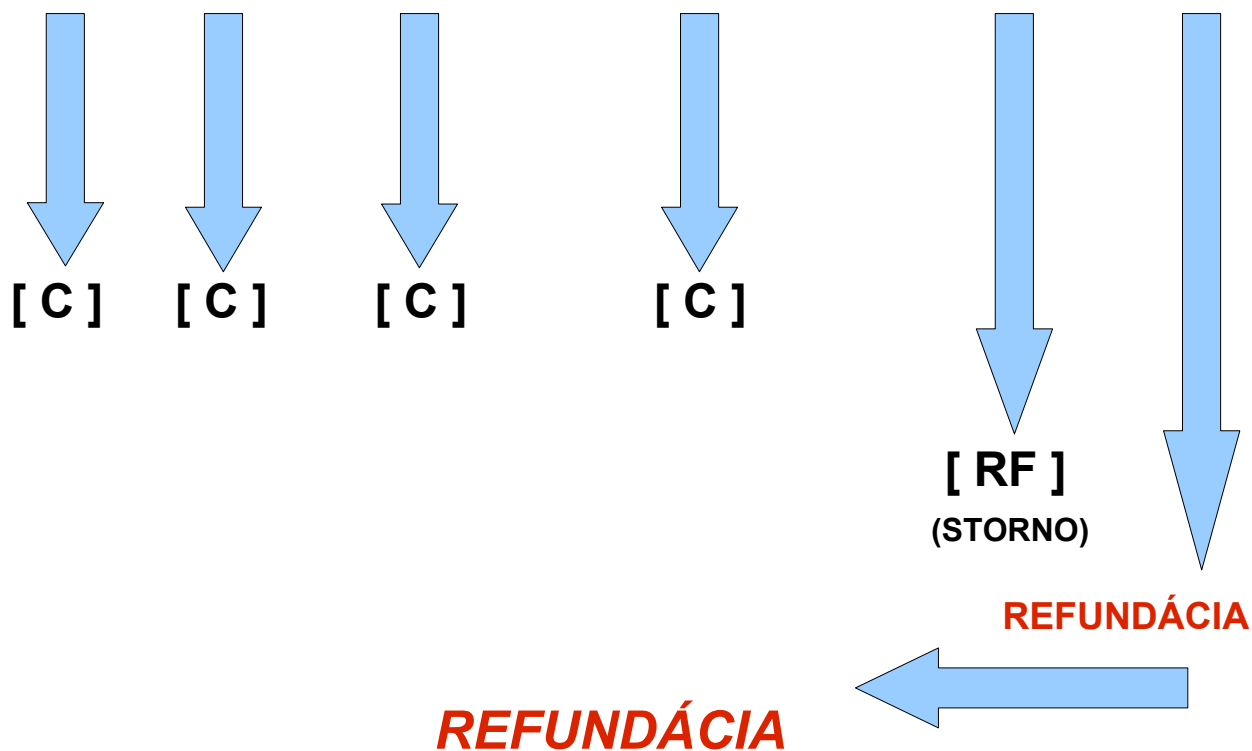 [ C ] [ C ] [ C ] [ C ]
[ RF ]
(STORNO)
REFUNDÁCIA
REFUNDÁCIA